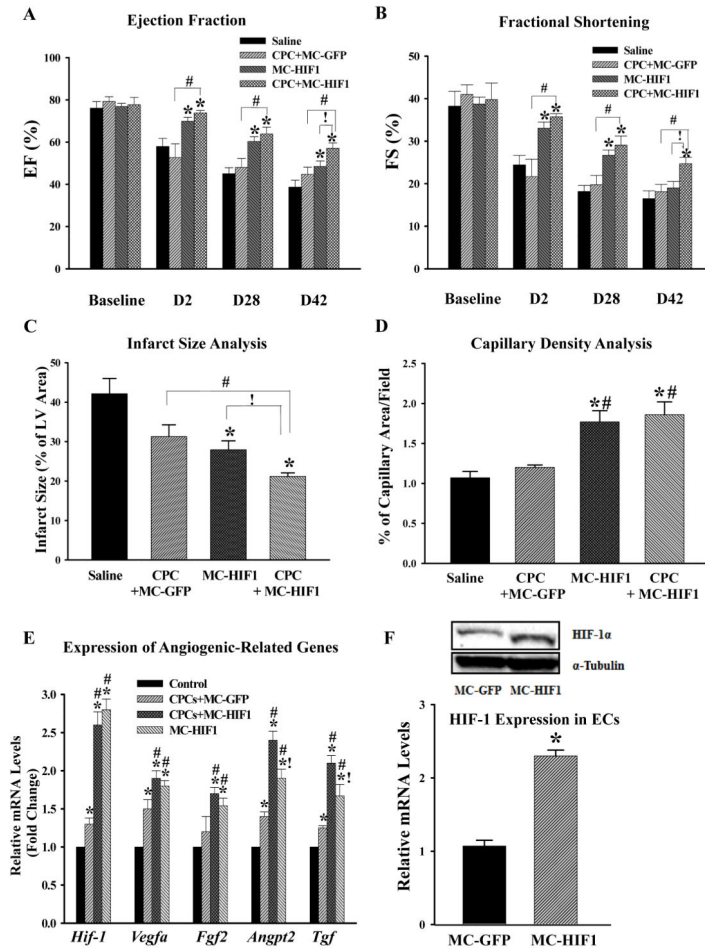 A
Ejection Fraction
Saline
CPC+MC-GFP
MC-HIF1
CPC+MC-HIF1
EF (%)
100
80
60
40
20
0
#
* *
#
* *
#
!
* *
Baseline D2 D28 D42
B
Fractional Shortening
Saline
CPC+MC-GFP
MC-HIF1
CPC+MC-HIF1
FS (%)
50
40
30
20
10
0
#
* *
#
* *
#
!
*
Baseline D2 D28 D42
C
Infarct Size Analysis
Infarct Size (% of LV Area)
50
40
30
20
10
0
#
!
*
*
Saline CPC MC-HIF1 CPC
+MC-GFP + MC-HIF1
D
Capillary Density Analysis
% of Capillary Area/Field
2.5
2.0
1.5
1.0
0.5
0.0
*# *#
Saline CPC MC-HIF1 CPC
+MC-GFP + MC-HIF1
E
Expression of Angiogenic-Related Genes
Control
CPCs+MC-GFP
CPCs+MC-HIF1
MC-HIF1
Relative mRNA Levels
(Fold Change)
3.0
2.5
2.0
1.5
1.0
0.5
0.0
# #
* * *
# #
* * *
# #
* *
#
*
#
*!
*
#
*
#
*!
*
Hif-1 Vegfa Fgf2 Angpt2 Tgf
F
HIF-1α
α-Tubulin
MC-GFP MC-HIF1
HIF-1 Expression in ECs
Relative mRNA Levels
3
2
1
0
*
MC-GFP MC-HIF1